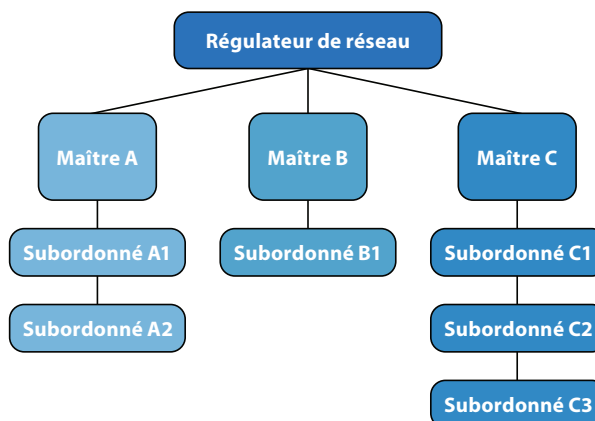 Régulateur de réseau
Maître A
Maître B
Maître C
Subordonné A1
Subordonné B1
Subordonné C1
Subordonné A2
Subordonné C2
Subordonné C3